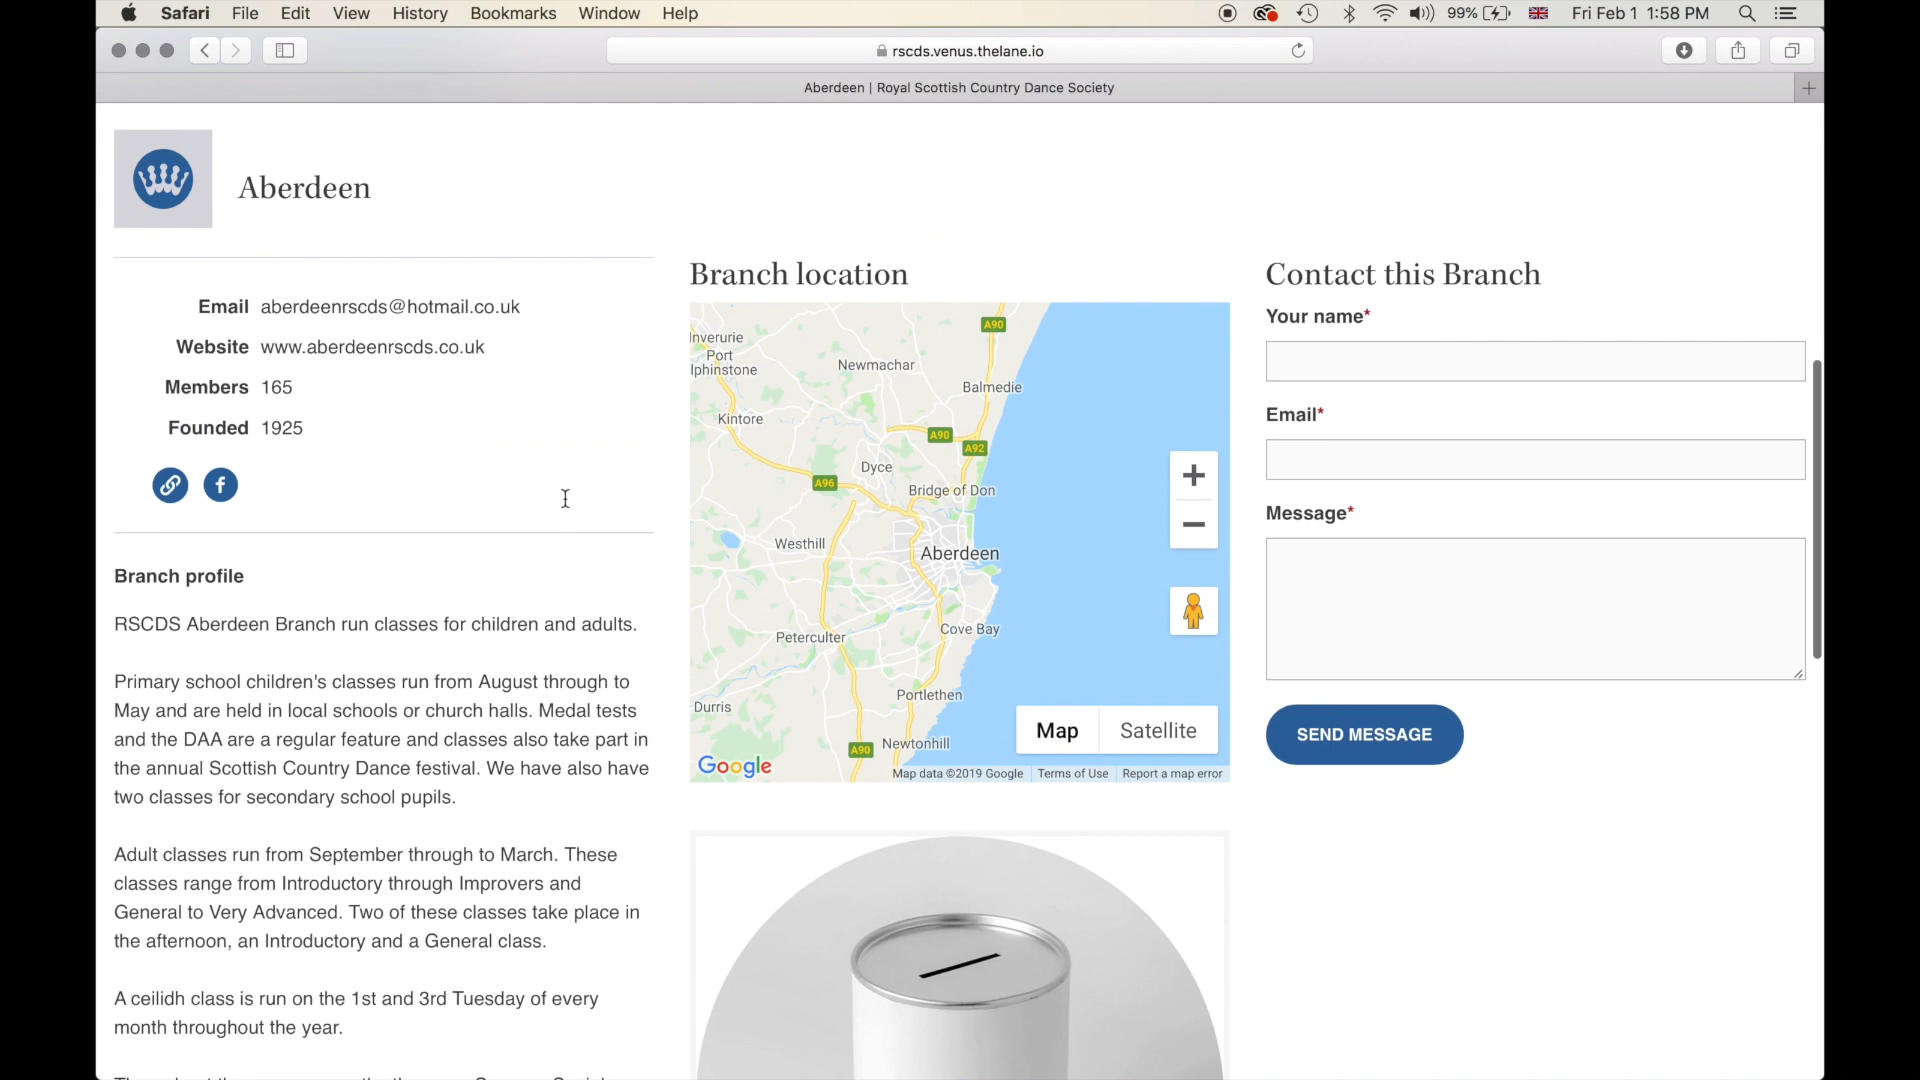 Safari File Edit View History Bookmarks Window Help 99% Fri Feb 1 1:58 PM
rscds.venus.thelane.io
Aberdeen | Royal Scottish Country Dance Society
Aberdeen
Email aberdeenrscds@hotmail.co.uk
Website www.aberdeenrscds.co.uk
Members 165
Founded 1925
Branch profile
RSCDS Aberdeen Branch run classes for children and adults.
Primary school children's classes run from August through to
May and are held in local schools or church halls. Medal tests
and the DAA are a regular feature and classes also take part in
the annual Scottish Country Dance festival. We have also have
two classes for secondary school pupils.
Adult classes run from September through to March. These
classes range from Introductory through Improvers and
General to Very Advanced. Two of these classes take place in
the afternoon, an Introductory and a General class.
A ceilidh class is run on the 1st and 3rd Tuesday of every
month throughout the year.
Branch location
A90
Inverurie
Port
lphinstone
Newmachar
Balmedie
Kintore
A90
A92
Dyce
A96
Bridge of Don
Westhill
Aberdeen
Peterculter
Cove Bay
Portlethen
Durris
Map Satellite
A90
Newtonhill
Google
Map data ©2019 Google Terms of Use Report a map error
Contact this Branch
Your name*
Email*
Message*
SEND MESSAGE